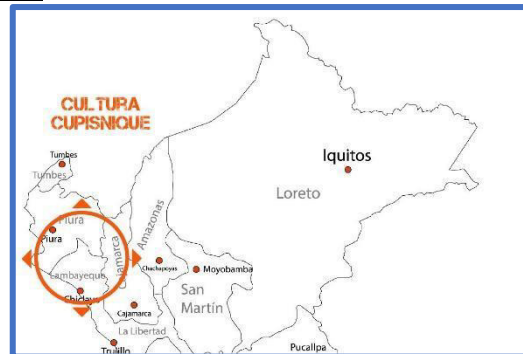 CULTURA
CUPISNIQUE
Tumbes
Tumbes
Iquitos
Loreto
Piura
Piura
Amazonas
Cajamarca
Chachapoyas
Moyobamba
Lambayeque
Chiclayo
San
Martín
Cajamarca
La Libertad
Trujillo
Pucallpa